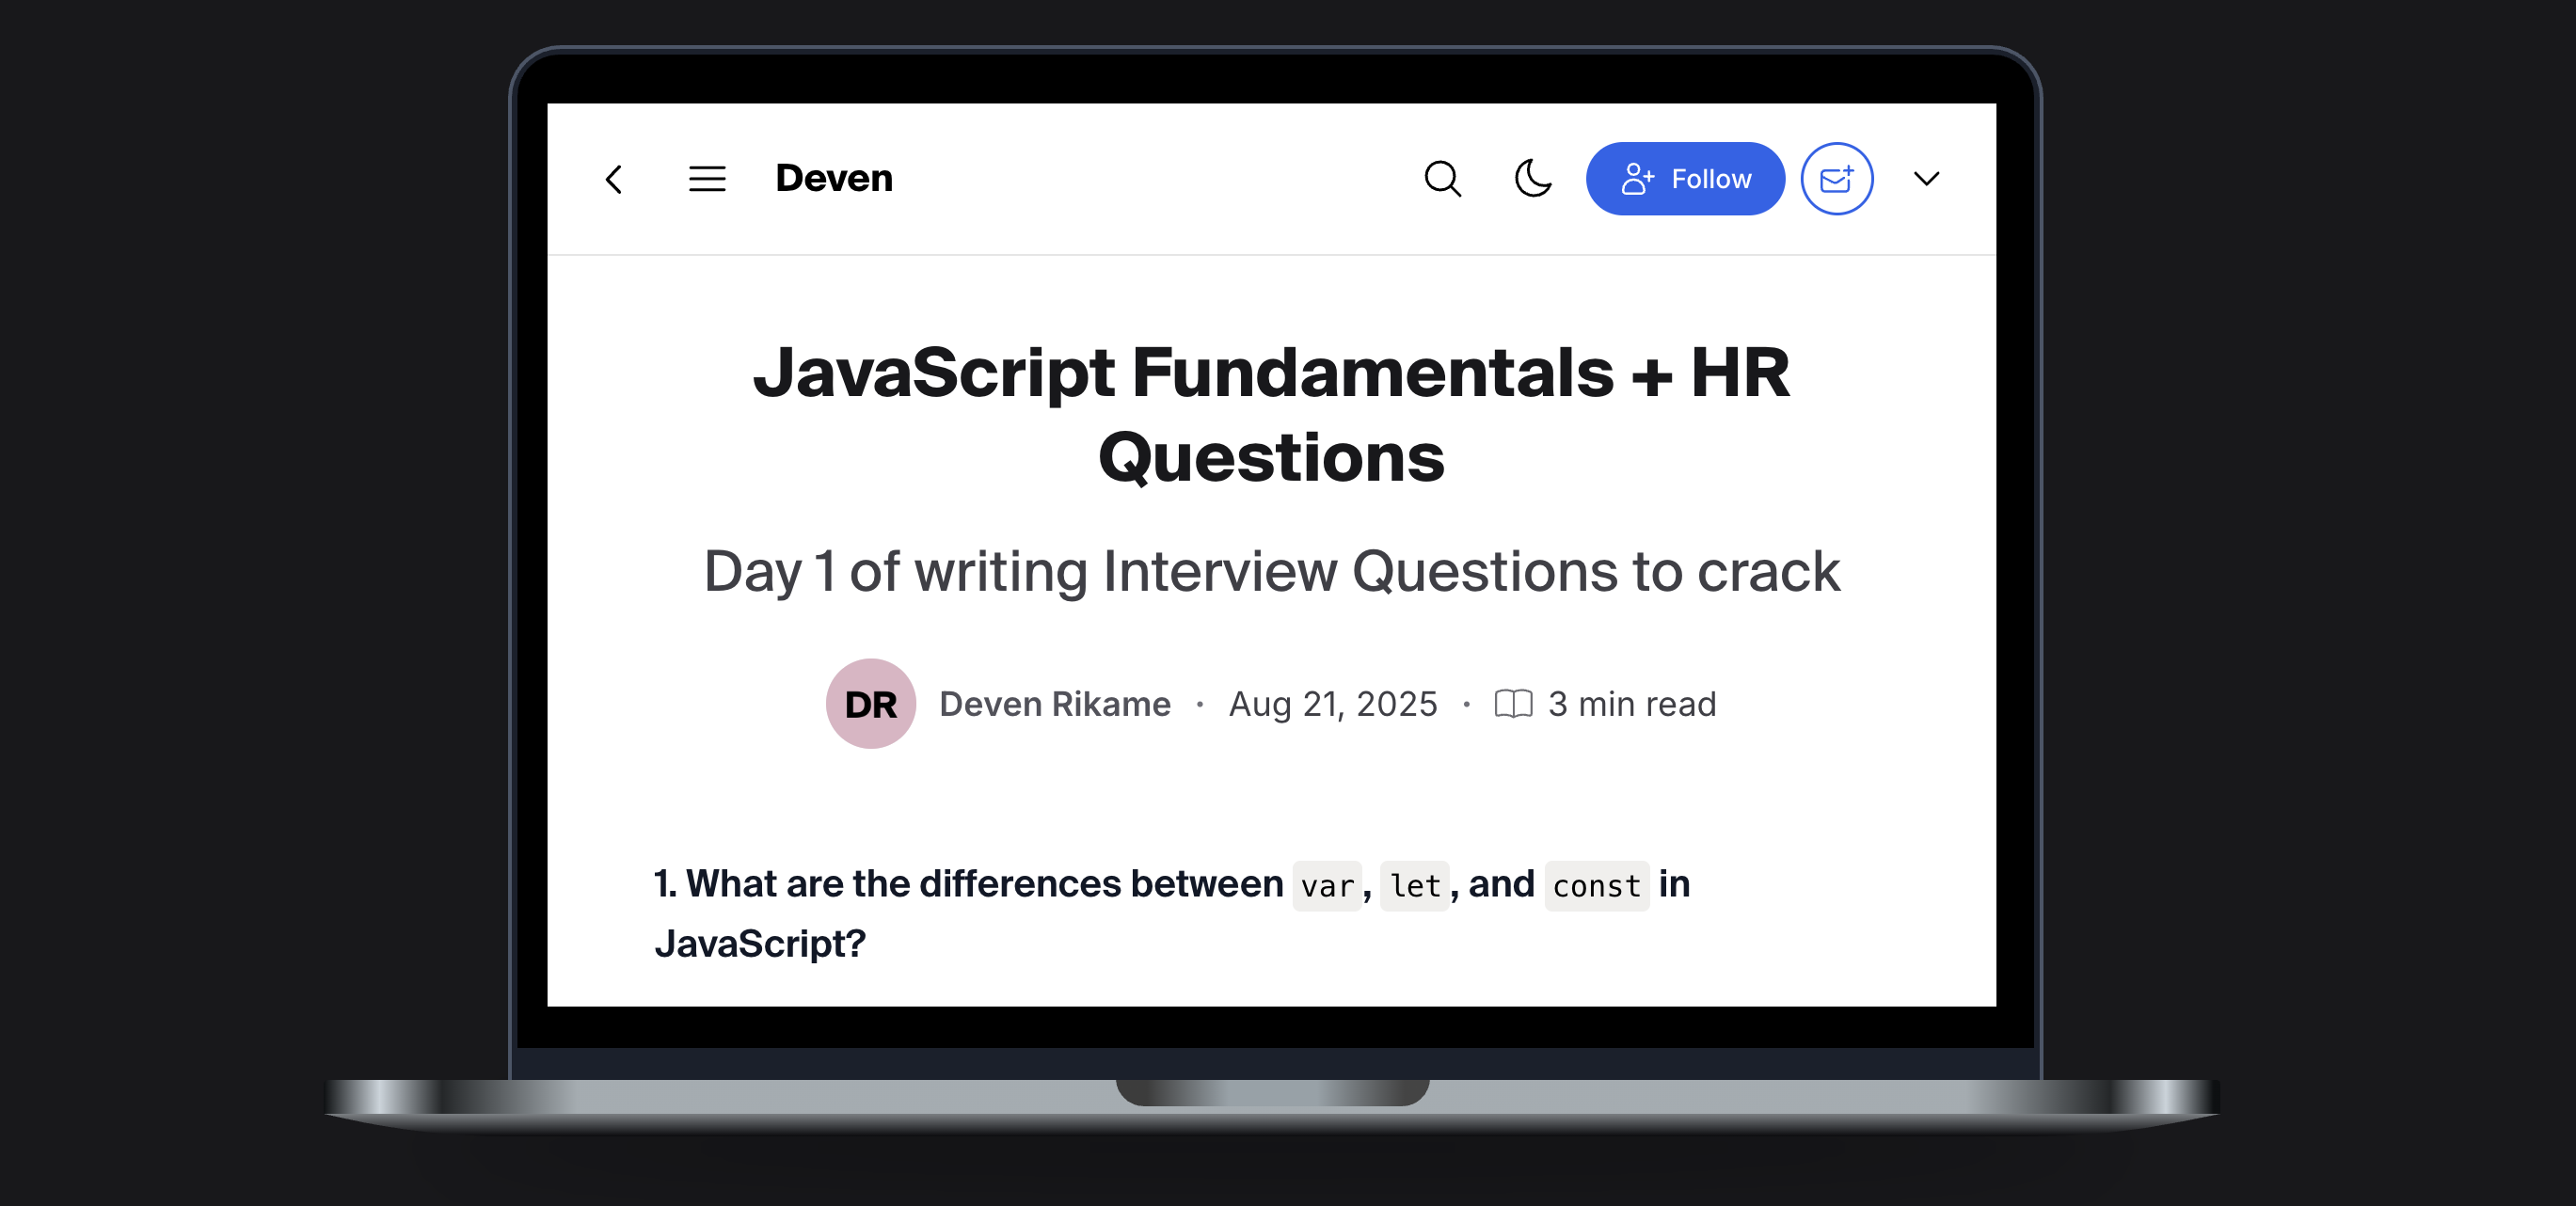 Deven
Follow
JavaScript Fundamentals + HR
Questions
Day 1 of writing Interview Questions to crack
DR Deven Rikame · Aug 21, 2025 · 3 min read
1. What are the differences between var, let, and const in
JavaScript?